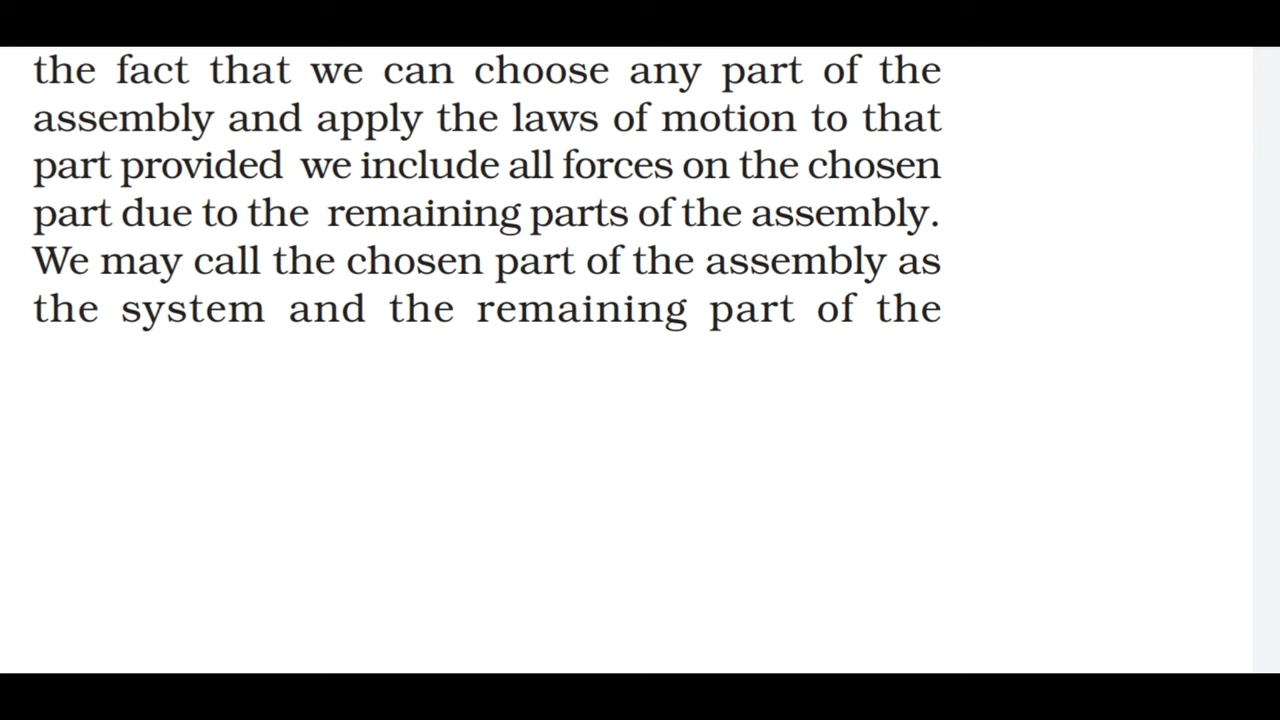 the fact that we can choose any part of the
assembly and apply the laws of motion to that
part provided we include all forces on the chosen
part due to the remaining parts of the assembly.
We may call the chosen part of the assembly as
the system and the remaining part of the